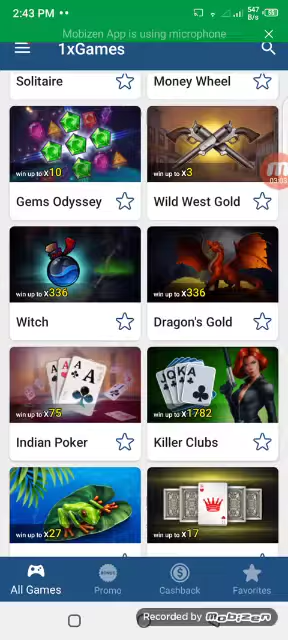 2:43 PM
547
B/s
Mobizen App is using microphone
1xGames
Solitaire
Money Wheel
win up to X10
win up to X3
Gems Odyssey
Wild West Gold
03:03
win up to X336
win up to X336
Witch
Dragon's Gold
win up to X75
win up to X1782
Indian Poker
Killer Clubs
win up to X27
win up to X17
All Games
Promo
Cashback
Favorites
Recorded by Mobizen